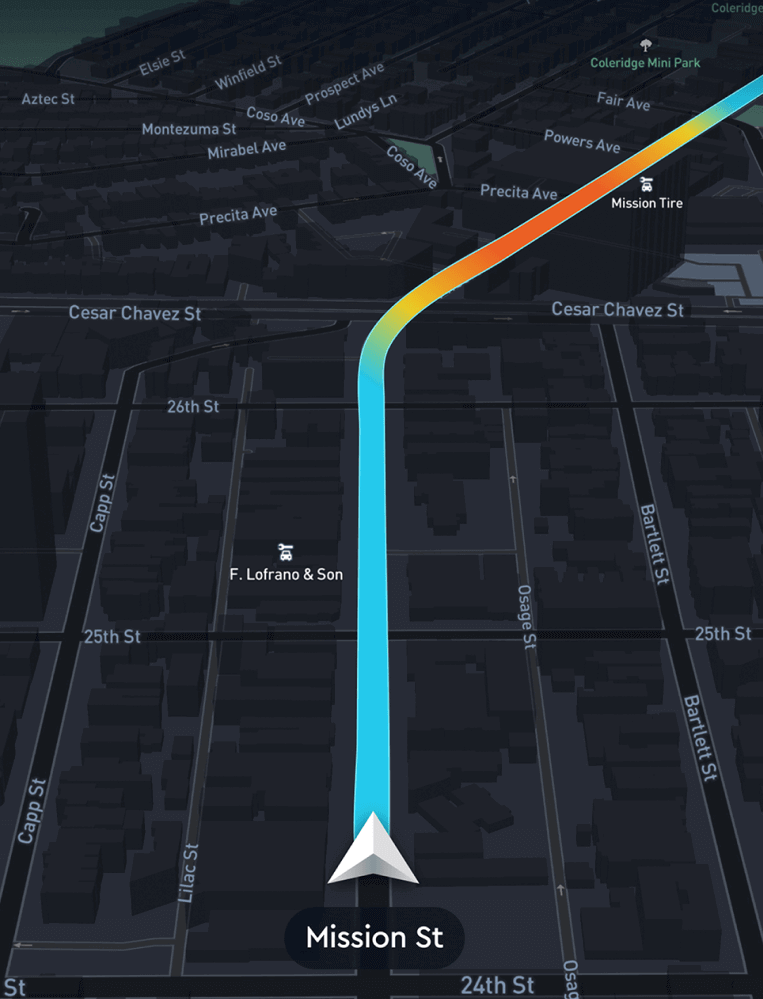 Coleridge
Elsie St
Winfield St
Coleridge Mini Park
Prospect Ave
Aztec St
Fair Ave
Coso Ave
Lundys Ln
Montezuma St
Powers Ave
Mirabel Ave
Coso Ave
Precita Ave
Mission Tire
Precita Ave
Cesar Chavez St
Cesar Chavez St
26th St
Capp St
Bartlett St
F. Lofrano & Son
Osage St
25th St
25th St
Bartlett St
Capp St
Lilac St
Mission St
24th St
St
Osag